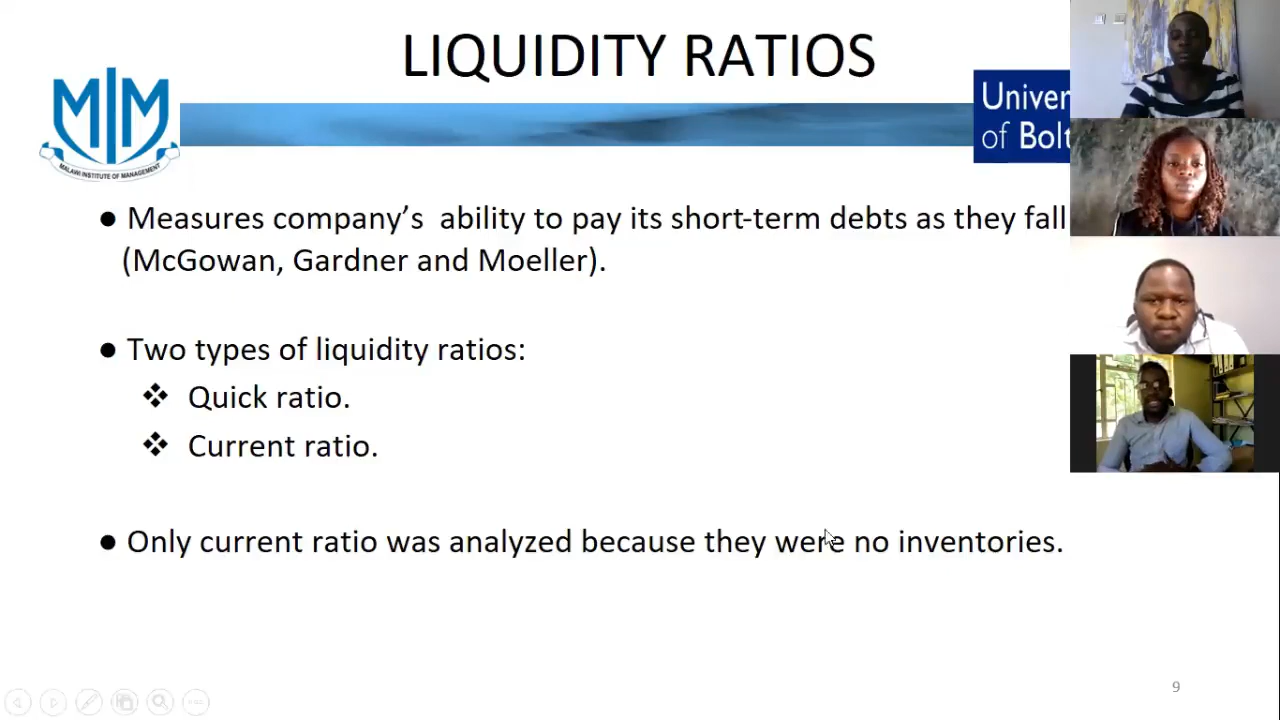 LIQUIDITY RATIOS
MIM
MALAWI INSTITUTE OF MANAGEMENT
Univer
of Bolt
● Measures company’s  ability to pay its short-term debts as they fall
(McGowan, Gardner and Moeller).
● Two types of liquidity ratios:
❖ Quick ratio.
❖ Current ratio.
● Only current ratio was analyzed because they were no inventories.
9